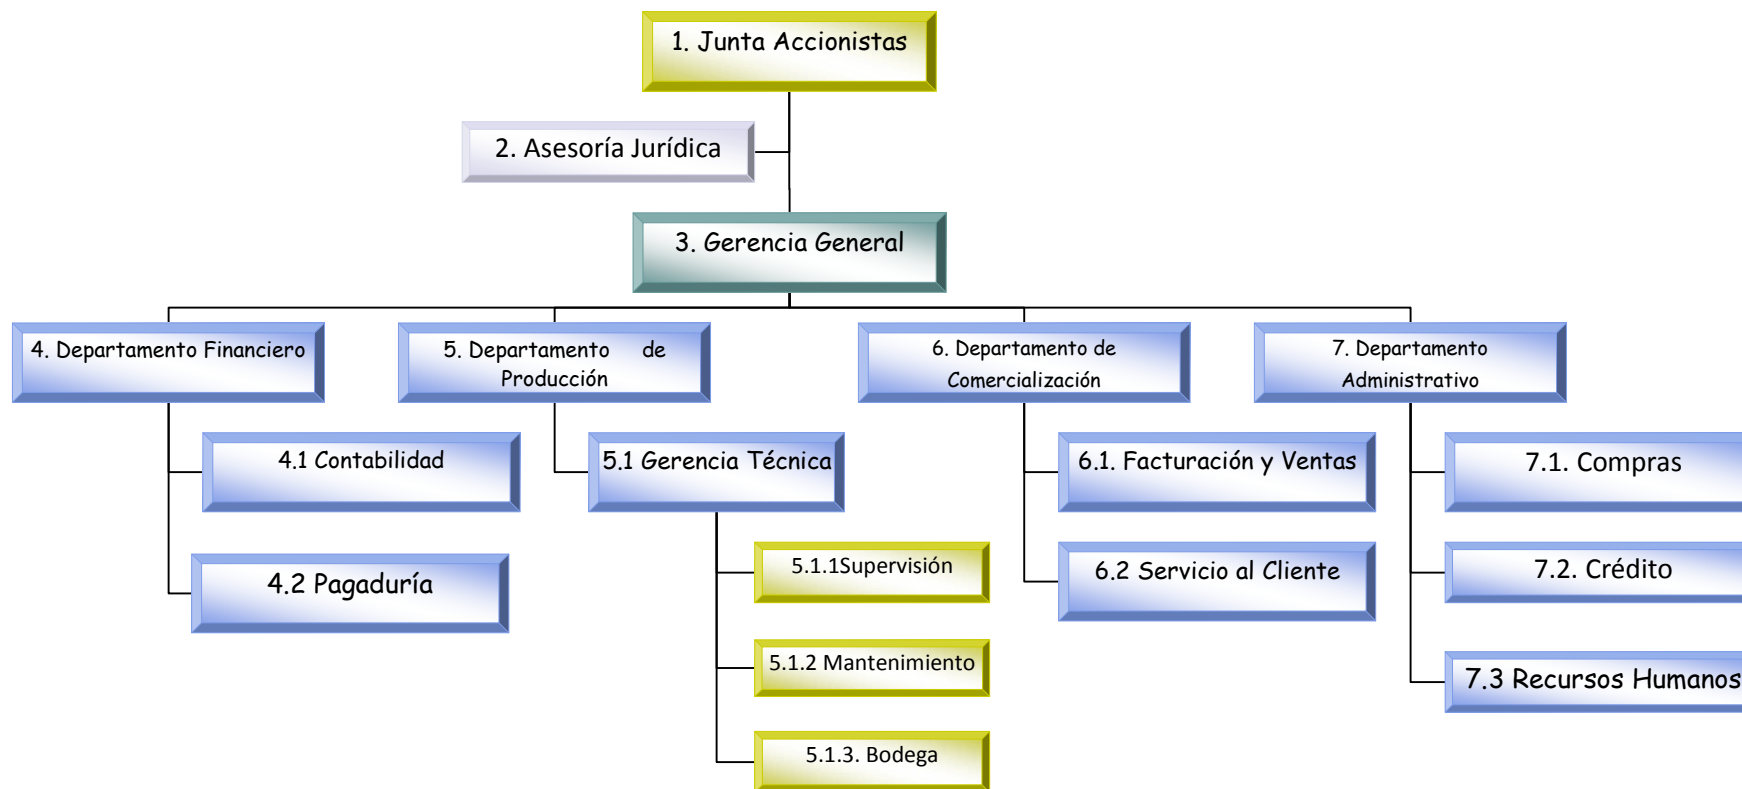 1. Junta Accionistas
2. Asesoría Jurídica
3. Gerencia General
4. Departamento Financiero
5. Departamento de
Producción
6. Departamento de
Comercialización
7. Departamento
Administrativo
4.1 Contabilidad
4.2 Pagaduría
5.1 Gerencia Técnica
5.1.1Supervisión
5.1.2 Mantenimiento
5.1.3. Bodega
6.1. Facturación y Ventas
6.2 Servicio al Cliente
7.1. Compras
7.2. Crédito
7.3 Recursos Humanos